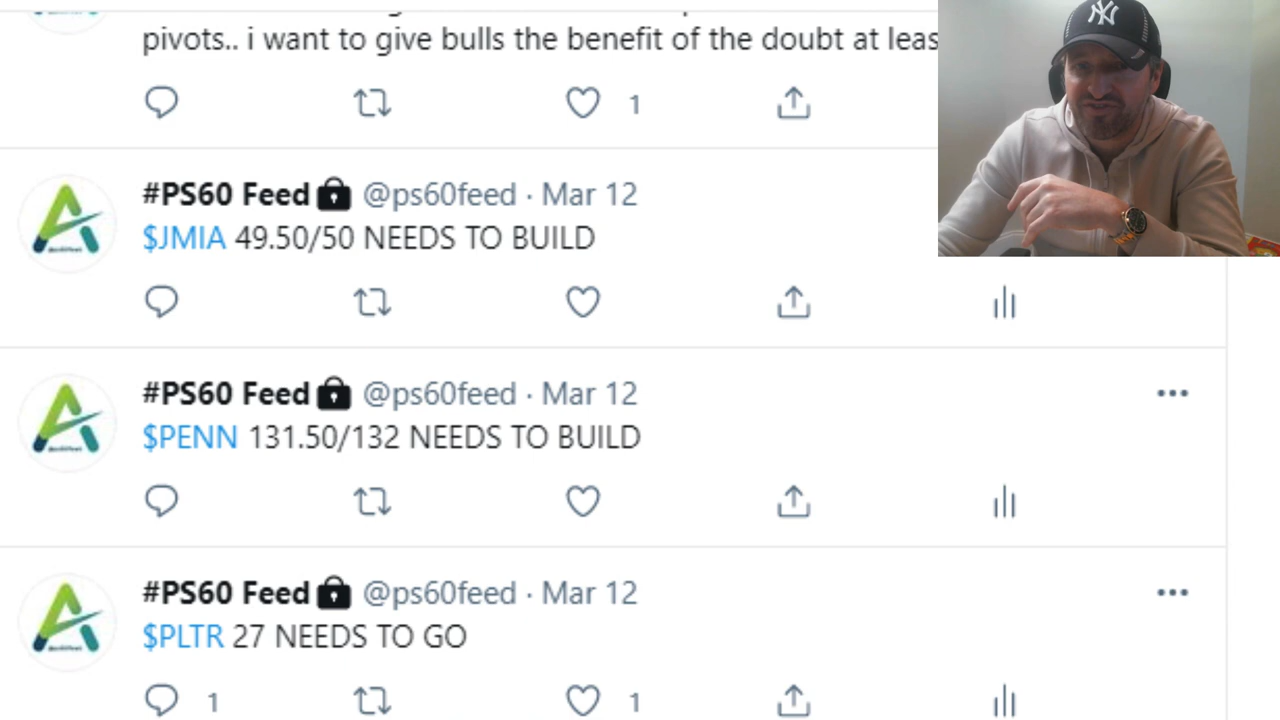 pivots.. i want to give bulls the benefit of the doubt at leas
1
#PS60 Feed @ps60feed · Mar 12
$JMIA 49.50/50 NEEDS TO BUILD
#PS60 Feed @ps60feed · Mar 12
$PENN 131.50/132 NEEDS TO BUILD
#PS60 Feed @ps60feed · Mar 12
$PLTR 27 NEEDS TO GO
1 1
NY